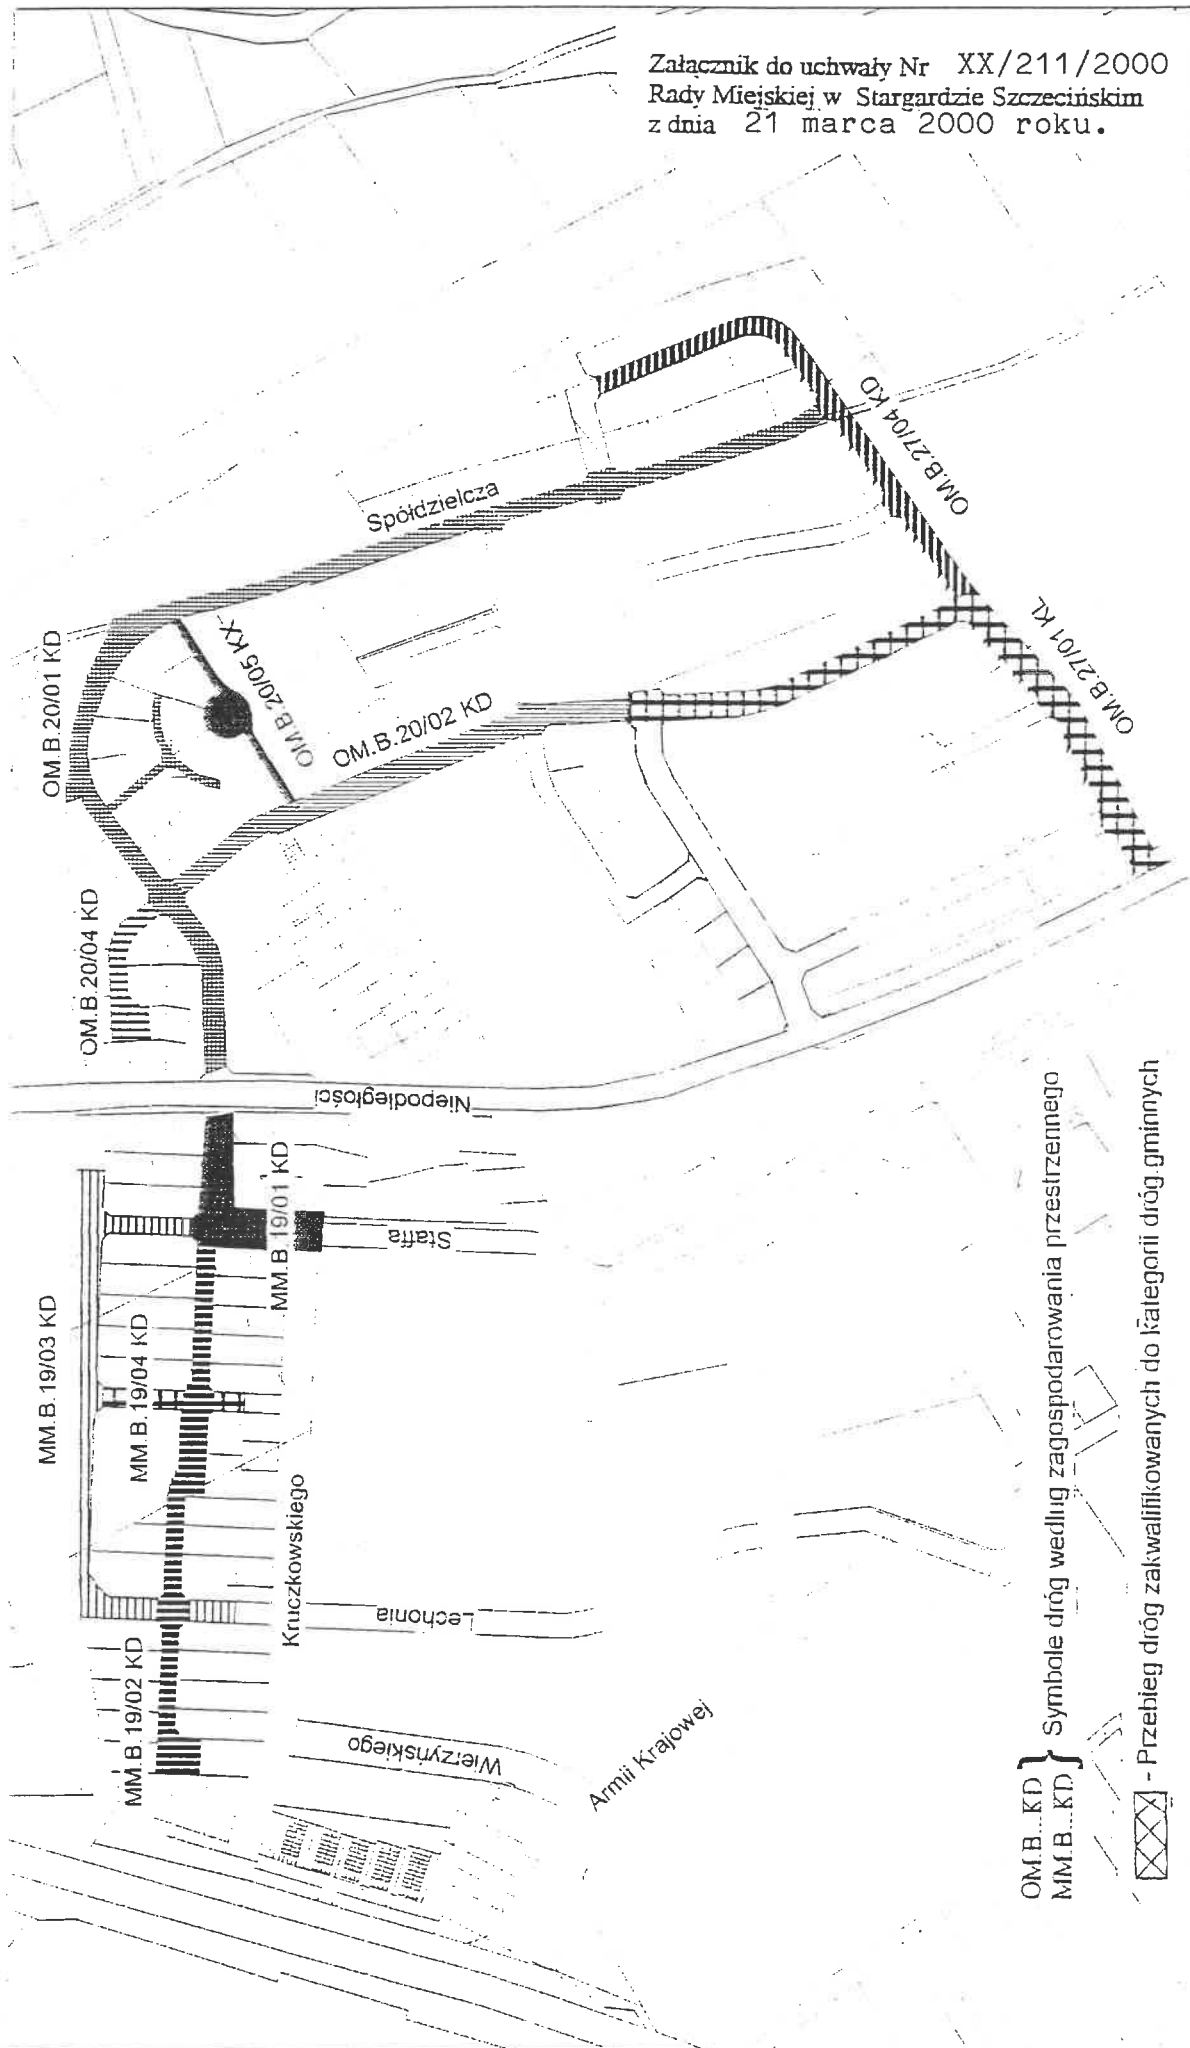 Załącznik do uchwały Nr XX/211/2000
Rady Miejskiej w Stargardzie Szczecińskim
z dnia 21 marca 2000 roku.
OM.B.27/04 KD
Spółdzielcza
OM.B.20/01 KD
OM.B.20/05 KX
OM.B.20/02 KD
OM.B.27/01 KL
OM.B.20/04 KD
Niepodległości
MM.B.19/01 KD
Staffa
MM.B.19/03 KD
MM.B.19/04 KD
Kruczkowskiego
Lechonia
MM.B.19/02 KD
Wierzyńskiego
Armii Krajowej
OM.B...KD
MM.B...KD
} Symbole dróg według zagospodarowania przestrzennego
- Przebieg dróg zakwalifikowanych do kategorii dróg gminnych